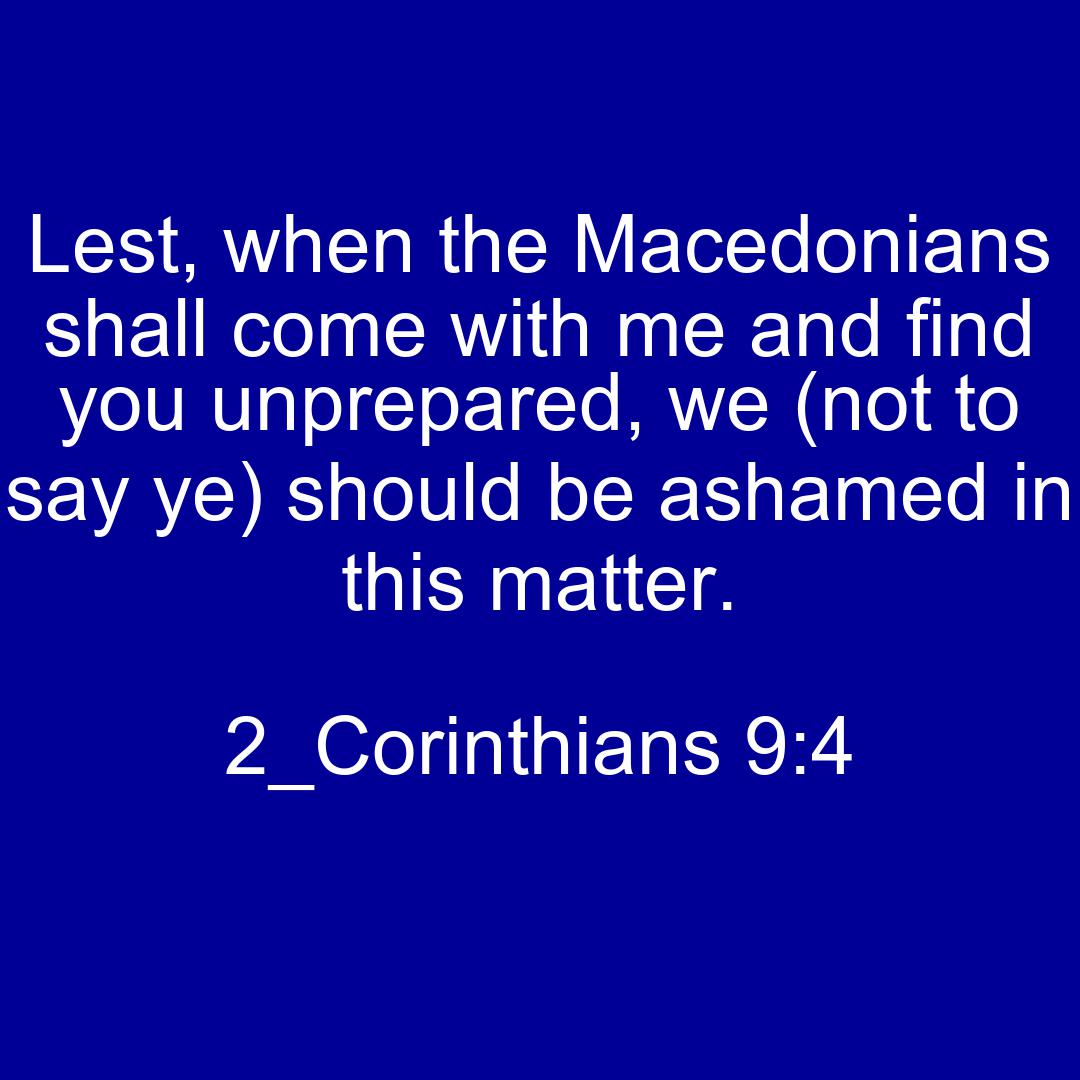 Lest, when the Macedonians
shall come with me and find
you unprepared, we (not to
say ye) should be ashamed in
this matter.
2_Corinthians 9:4